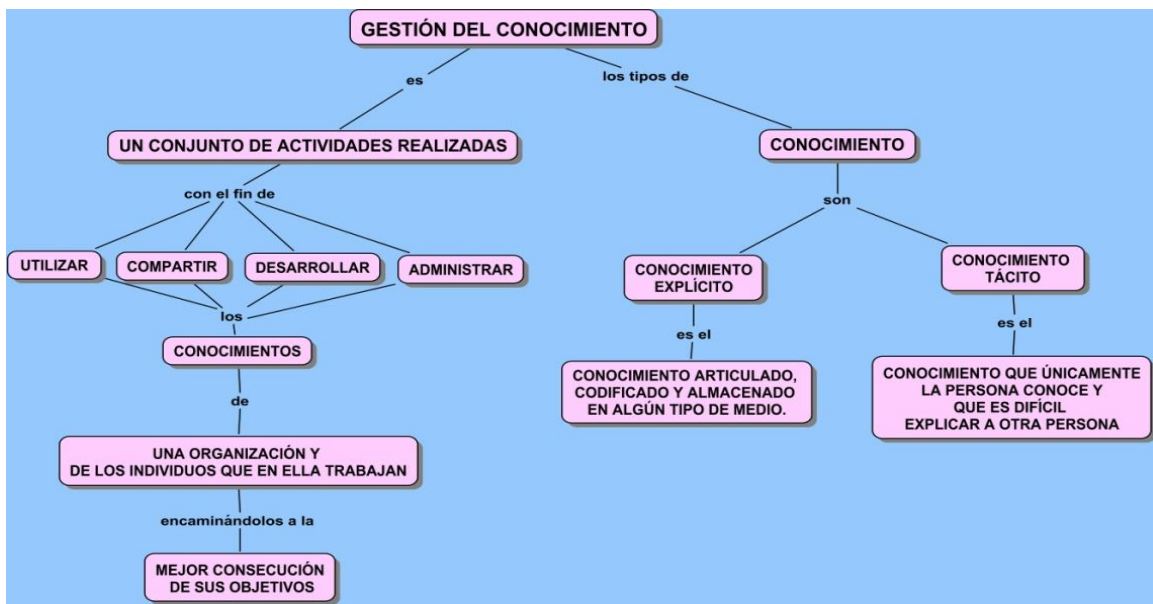 GESTIÓN DEL CONOCIMIENTO
es
los tipos de
UN CONJUNTO DE ACTIVIDADES REALIZADAS
CONOCIMIENTO
con el fin de
son
UTILIZAR
COMPARTIR
DESARROLLAR
ADMINISTRAR
CONOCIMIENTO
EXPLÍCITO
CONOCIMIENTO
TÁCITO
los
es el
es el
CONOCIMIENTOS
CONOCIMIENTO ARTICULADO,
CODIFICADO Y ALMACENADO
EN ALGÚN TIPO DE MEDIO.
CONOCIMIENTO QUE ÚNICAMENTE
LA PERSONA CONOCE Y
QUE ES DIFÍCIL
EXPLICAR A OTRA PERSONA
de
UNA ORGANIZACIÓN Y
DE LOS INDIVIDUOS QUE EN ELLA TRABAJAN
encaminándolos a la
MEJOR CONSECUCIÓN
DE SUS OBJETIVOS